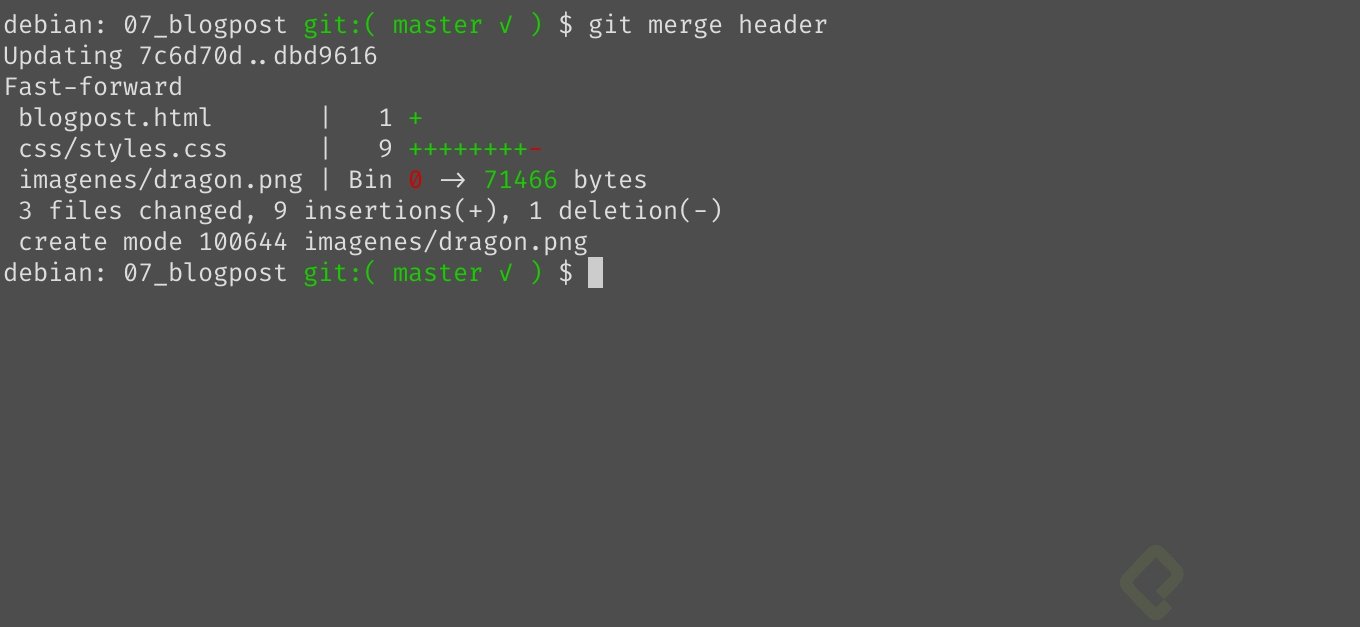 debian: 07_blogpost git:( master √ ) $ git merge header
Updating 7c6d70d..dbd9616
Fast-forward
 blogpost.html       |   1 +
 css/styles.css      |   9 ++++++++-
 imagenes/dragon.png | Bin 0 -> 71466 bytes
 3 files changed, 9 insertions(+), 1 deletion(-)
 create mode 100644 imagenes/dragon.png
debian: 07_blogpost git:( master √ ) $